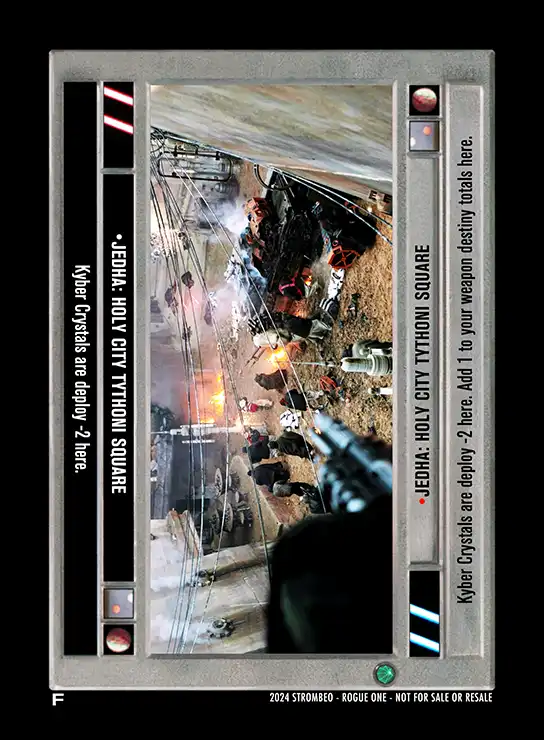 •JEDHA: HOLY CITY TYTHONI SQUARE
Kyber Crystals are deploy -2 here.
•JEDHA: HOLY CITY TYTHONI SQUARE
Kyber Crystals are deploy -2 here. Add 1 to your weapon destiny totals here.
F
2024 STROMBEO - ROGUE ONE - NOT FOR SALE OR RESALE